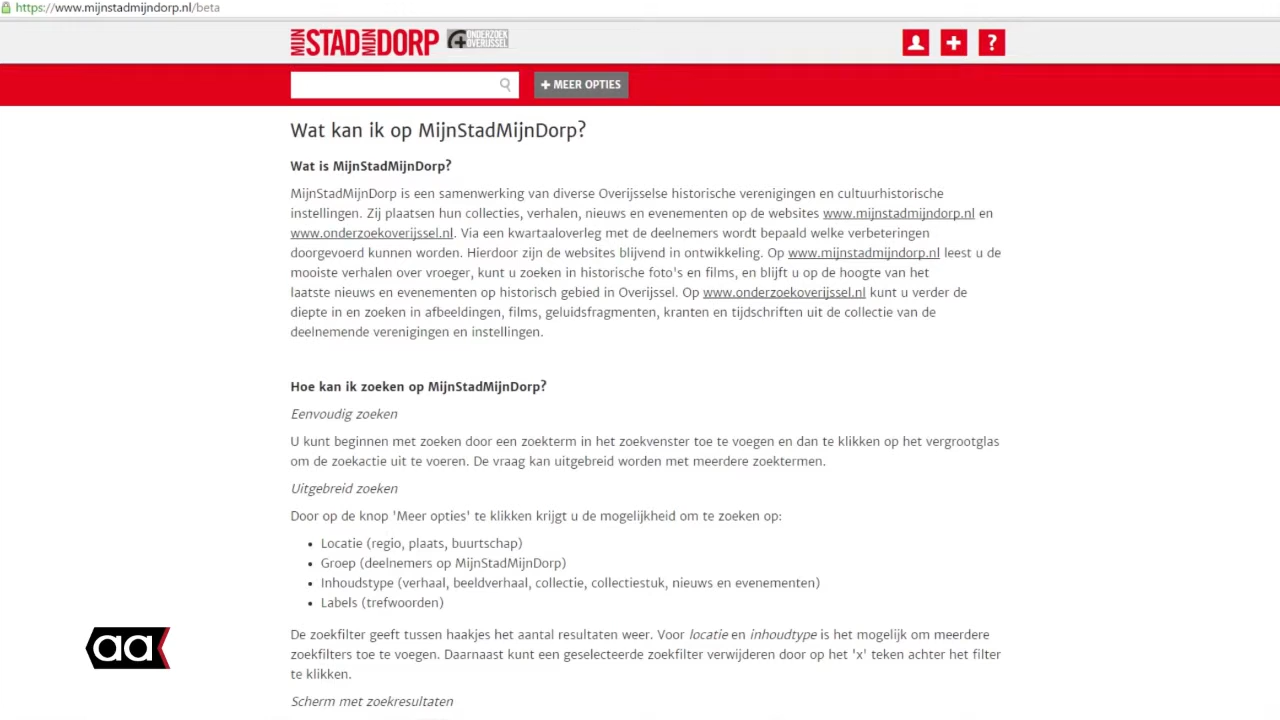 https://www.mijnstadmijndorp.nl/beta
MIJN STAD MIJN DORP ONDERZOEK OVERIJSSEL
?
+ MEER OPTIES
Wat kan ik op MijnStadMijnDorp?
Wat is MijnStadMijnDorp?
MijnStadMijnDorp is een samenwerking van diverse Overijsselse historische verenigingen en cultuurhistorische
instellingen. Zij plaatsen hun collecties, verhalen, nieuws en evenementen op de websites www.mijnstadmijndorp.nl en
www.onderzoekoverijssel.nl. Via een kwartaaloverleg met de deelnemers wordt bepaald welke verbeteringen
doorgevoerd kunnen worden. Hierdoor zijn de websites blijvend in ontwikkeling. Op www.mijnstadmijndorp.nl leest u de
mooiste verhalen over vroeger, kunt u zoeken in historische foto's en films, en blijft u op de hoogte van het
laatste nieuws en evenementen op historisch gebied in Overijssel. Op www.onderzoekoverijssel.nl kunt u verder de
diepte in en zoeken in afbeeldingen, films, geluidsfragmenten, kranten en tijdschriften uit de collectie van de
deelnemende verenigingen en instellingen.
Hoe kan ik zoeken op MijnStadMijnDorp?
Eenvoudig zoeken
U kunt beginnen met zoeken door een zoekterm in het zoekvenster toe te voegen en dan te klikken op het vergrootglas
om de zoekactie uit te voeren. De vraag kan uitgebreid worden met meerdere zoektermen.
Uitgebreid zoeken
Door op de knop 'Meer opties' te klikken krijgt u de mogelijkheid om te zoeken op:
• Locatie (regio, plaats, buurtschap)
• Groep (deelnemers op MijnStadMijnDorp)
• Inhoudstype (verhaal, beeldverhaal, collectie, collectiestuk, nieuws en evenementen)
• Labels (trefwoorden)
De zoekfilter geeft tussen haakjes het aantal resultaten weer. Voor locatie en inhoudtype is het mogelijk om meerdere
zoekfilters toe te voegen. Daarnaast kunt een geselecteerde zoekfilter verwijderen door op het 'x' teken achter het filter
te klikken.
Scherm met zoekresultaten
aa